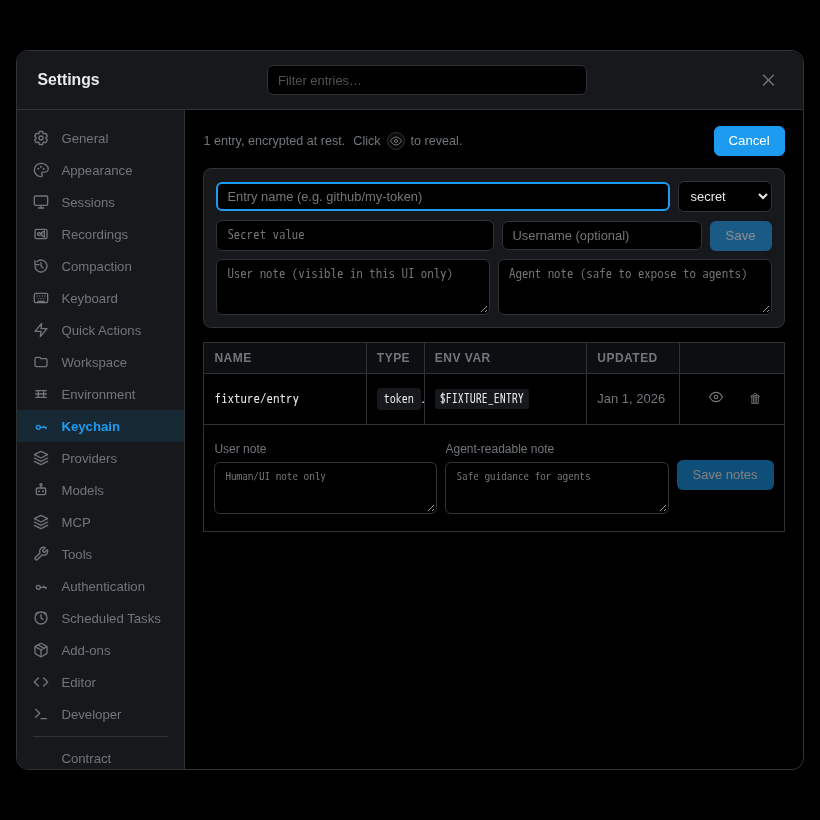 Settings
Filter entries…
General
Appearance
Sessions
Recordings
Compaction
Keyboard
Quick Actions
Workspace
Environment
Keychain
Providers
Models
MCP
Tools
Authentication
Scheduled Tasks
Add-ons
Editor
Developer
Contract
1 entry, encrypted at rest. Click to reveal.
Cancel
Entry name (e.g. github/my-token)
secret
Secret value
Username (optional)
Save
User note (visible in this UI only)
Agent note (safe to expose to agents)
NAME TYPE ENV VAR UPDATED
fixture/entry token . $FIXTURE_ENTRY Jan 1, 2026
User note
Agent-readable note
Human/UI note only
Safe guidance for agents
Save notes